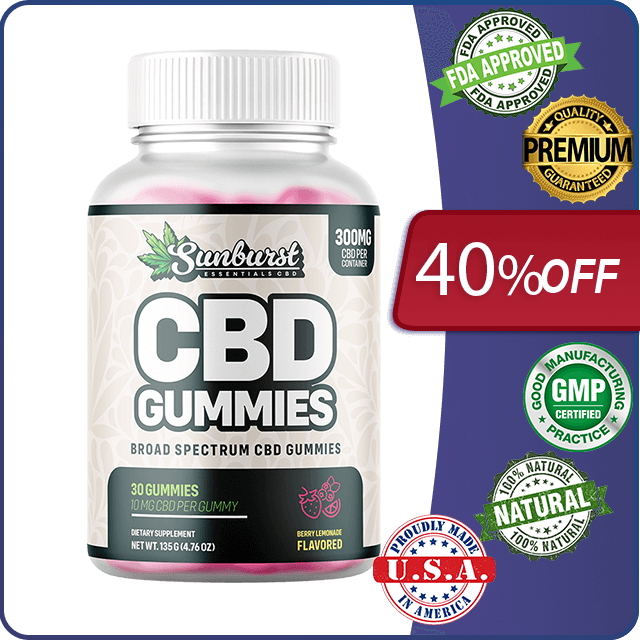 Sunburst
ESSENTIALS CBD
300MG
CBD PER
CONTAINER
CBD
GUMMIES
BROAD SPECTRUM CBD GUMMIES
30 GUMMIES
10 MG CBD PER GUMMY
DIETARY SUPPLEMENT
NET WT. 135 G (4.76 OZ)
BERRY LEMONADE
FLAVORED
FDA APPROVED
FDA APPROVED
FDA APPROVED
QUALITY
PREMIUM
GUARANTEED
40%OFF
GOOD MANUFACTURING
GMP
CERTIFIED
PRACTICE
100% NATURAL
NATURAL
100% NATURAL
PROUDLY MADE
U.S.A.
IN AMERICA